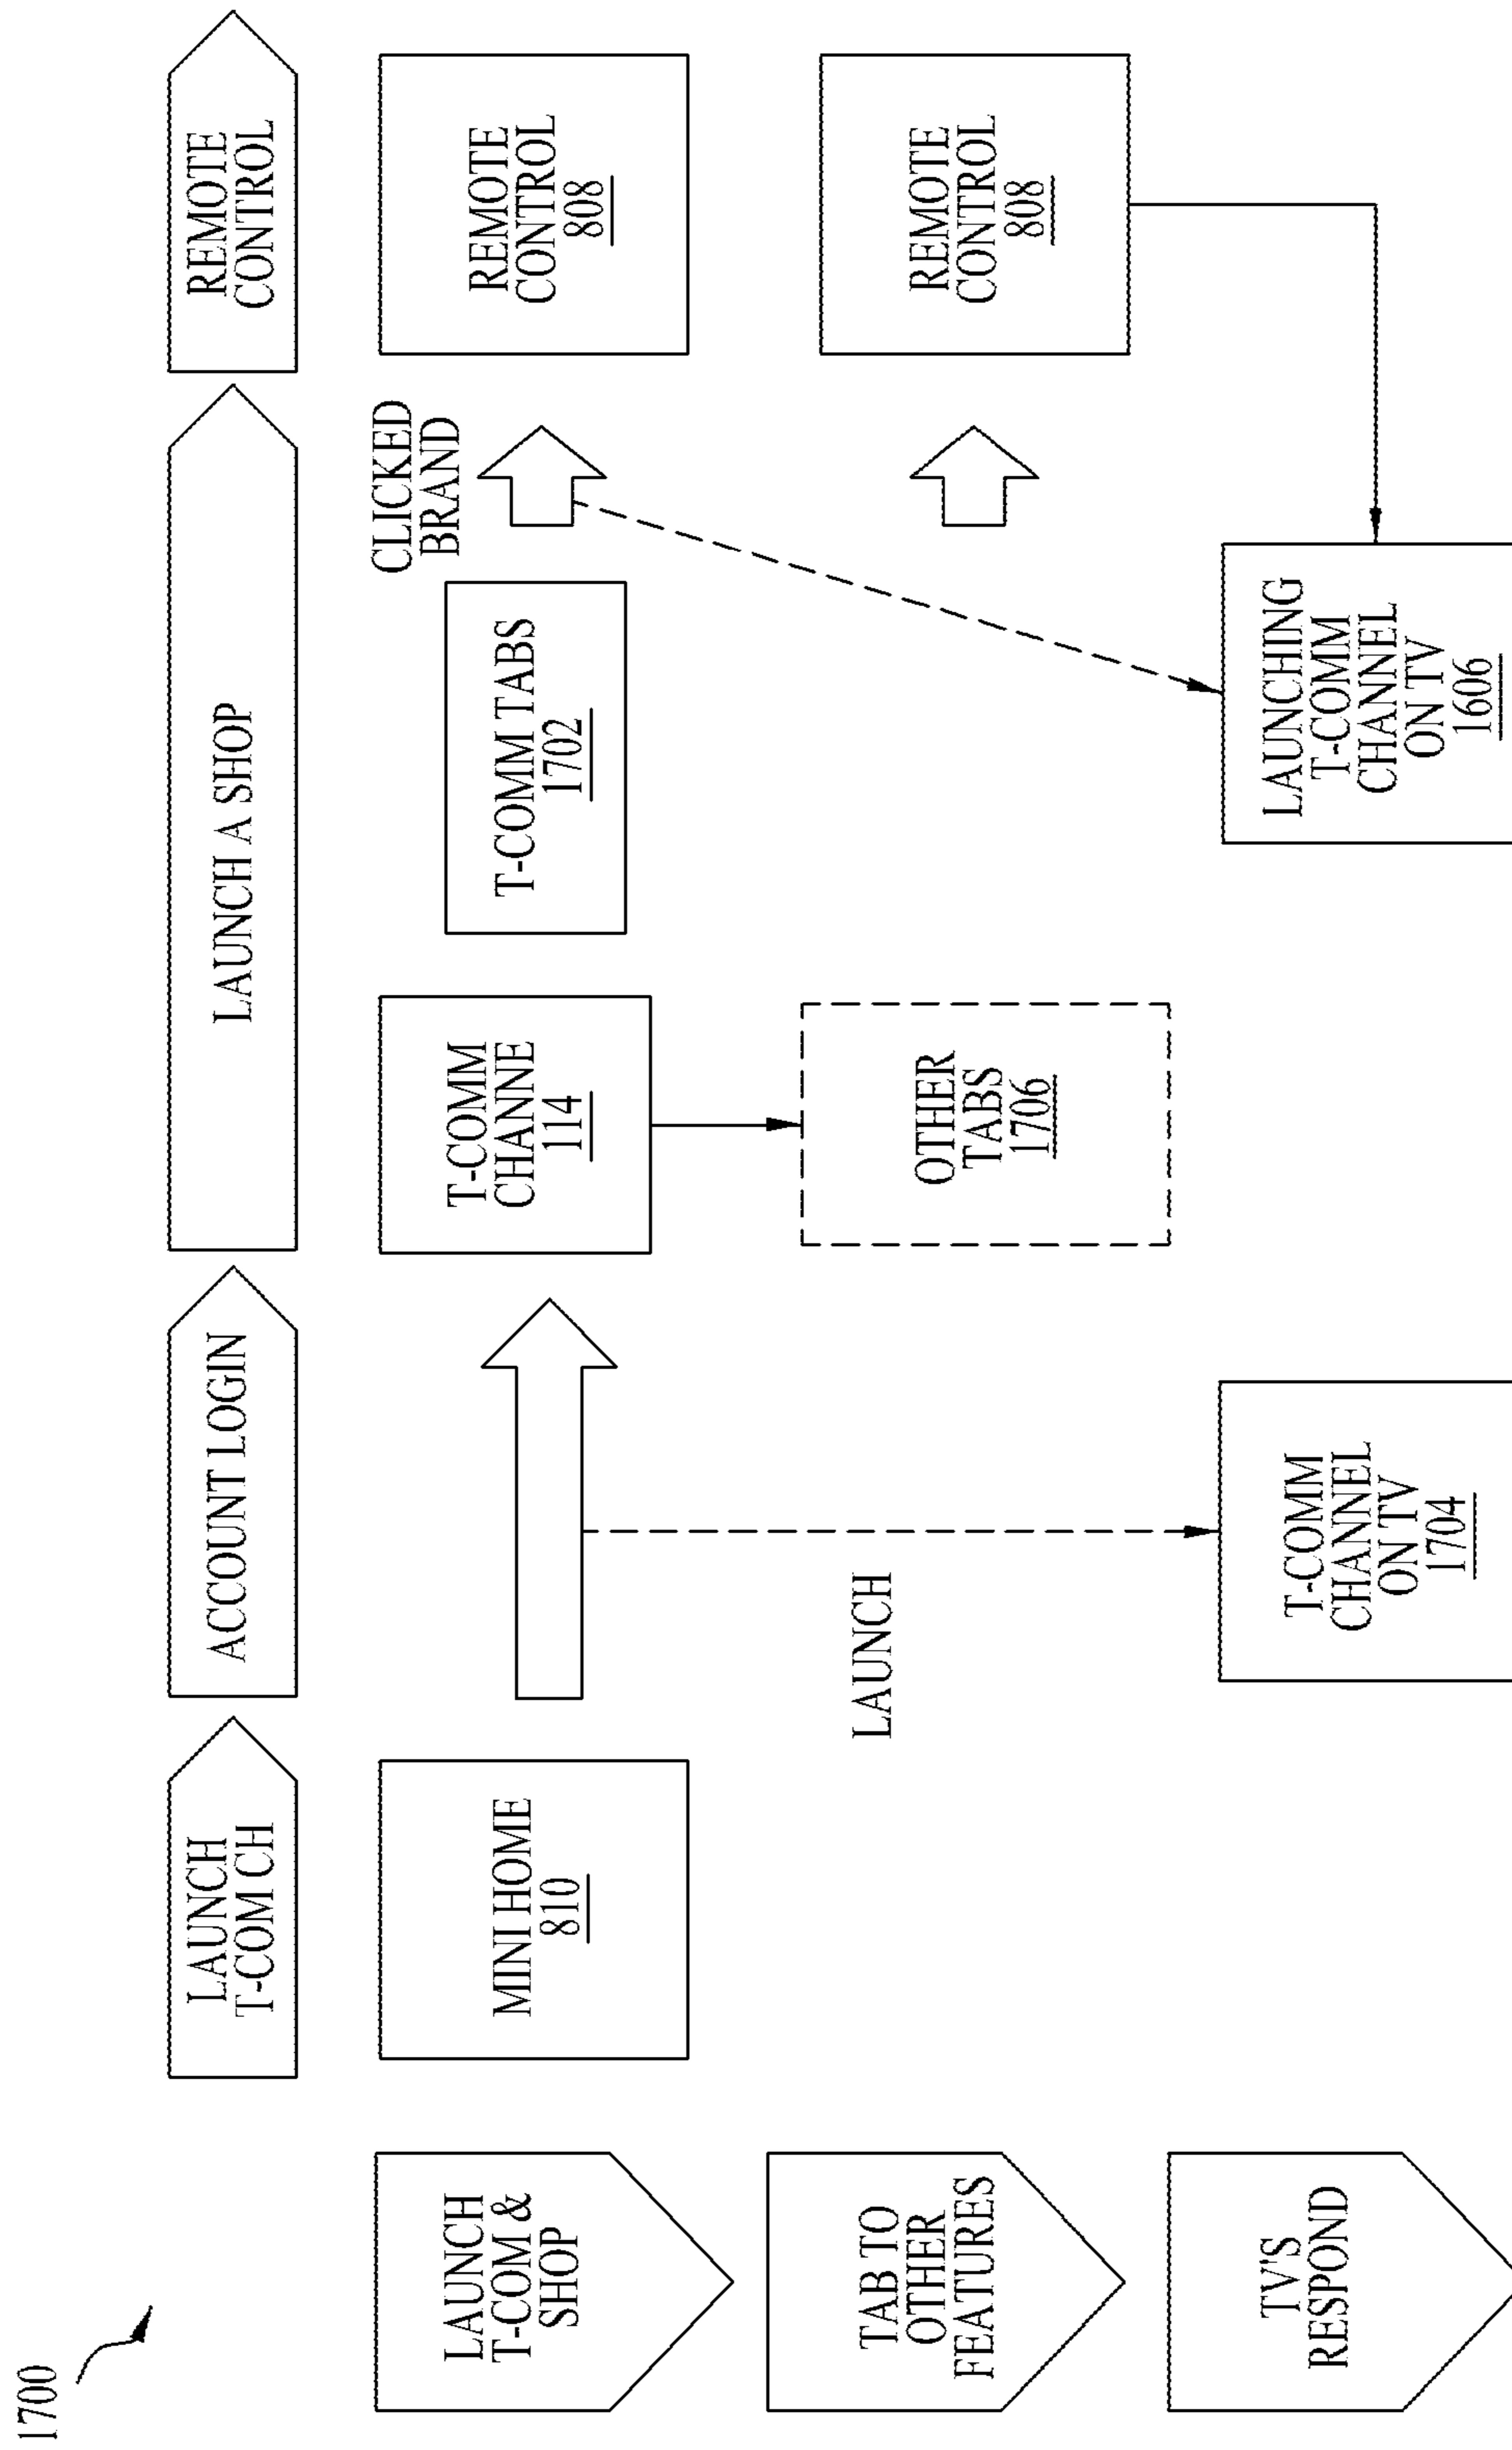 1700
LAUNCH
T-COM CH
ACCOUNT LOGIN
LAUNCH A SHOP
REMOTE
CONTROL
LAUNCH
T-COM &
SHOP
MINI HOME
810
T-COMM
CHANNE
114
T-COMM TABS
1702
CLICKED
BRAND
REMOTE
CONTROL
808
TAB TO
OTHER
FEATURES
LAUNCH
OTHER
TABS
1706
REMOTE
CONTROL
808
TV'S
RESPOND
T-COMM
CHANNEL
ON TV
1704
LAUNCHING
T-COMM
CHANNEL
ON TV
1606